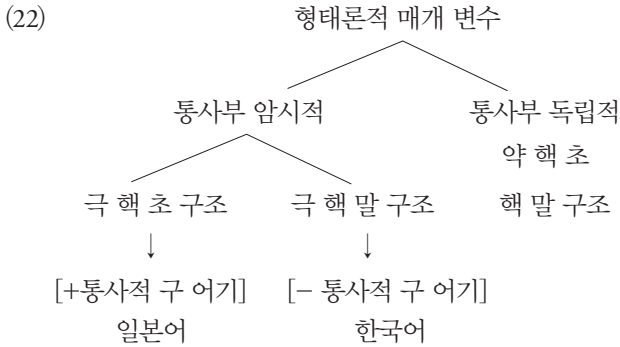 (22) 형태론적 매개 변수
통사부 암시적 통사부 독립적
약 핵 초
극 핵 초 구조 극 핵 말 구조 핵 말 구조
[+통사적 구 어기] [− 통사적 구 어기]
일본어 한국어